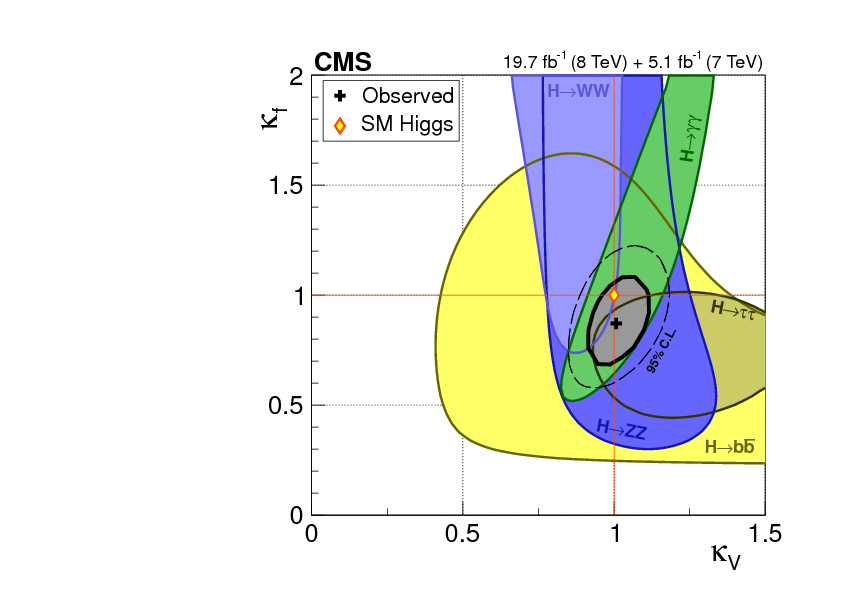 CMS 19.7 fb⁻¹ (8 TeV) + 5.1 fb⁻¹ (7 TeV)
κf
2
1.5
1
0.5
0
Observed
SM Higgs
H→WW
H→γγ
H→ττ
95% C.L.
H→ZZ
H→bb̅
0 0.5 1 1.5
κV